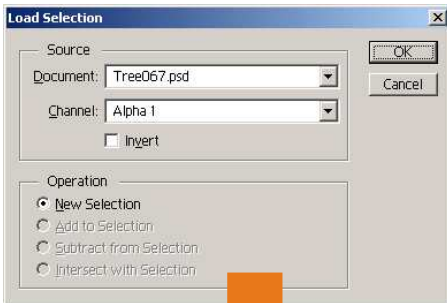 Load Selection
Source
OK
Document: Tree067.psd
Cancel
Channel: Alpha 1
Invert
Operation
New Selection
Add to Selection
Subtract from Selection
Intersect with Selection